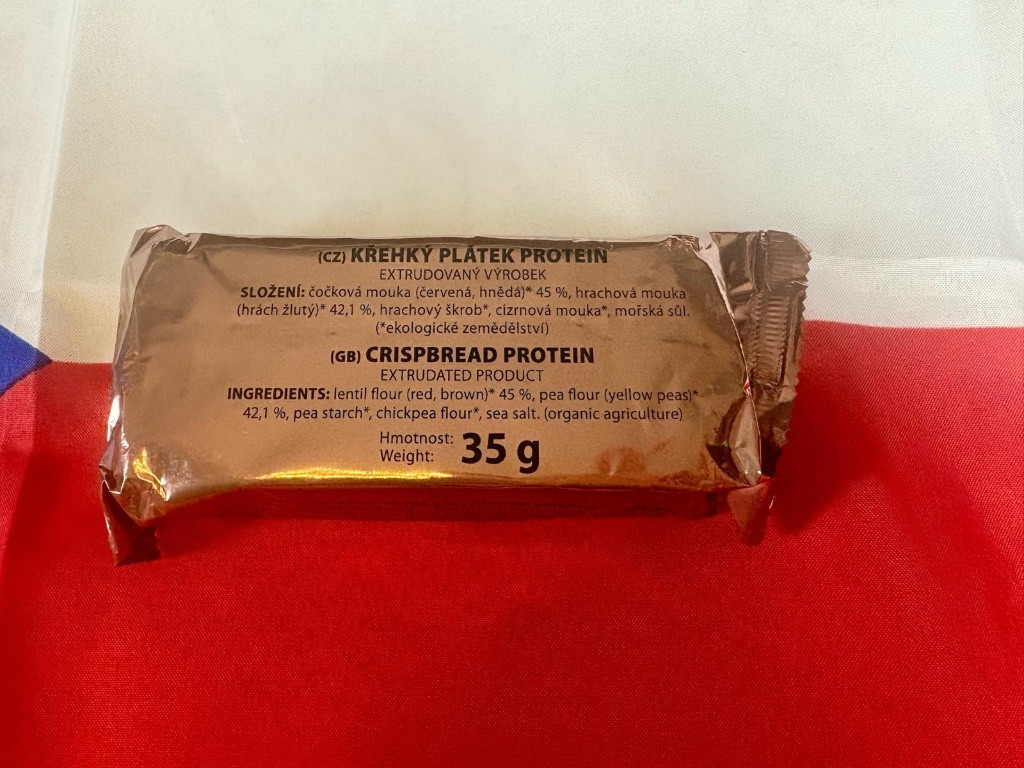 (CZ) KŘEHKÝ PLÁTEK PROTEIN
EXTRUDOVANÝ VÝROBEK
SLOŽENÍ: čočková mouka (červená, hnědá)* 45 %, hrachová mouka
(hrách žlutý)* 42,1 %, hrachový škrob*, cizrnová mouka*, mořská sůl.
(*ekologické zemědělství)
(GB) CRISPBREAD PROTEIN
EXTRUDATED PRODUCT
INGREDIENTS: lentil flour (red, brown)* 45 %, pea flour (yellow peas)*
42,1 %, pea starch*, chickpea flour*, sea salt. (organic agriculture)
Hmotnost:
Weight: 35 g